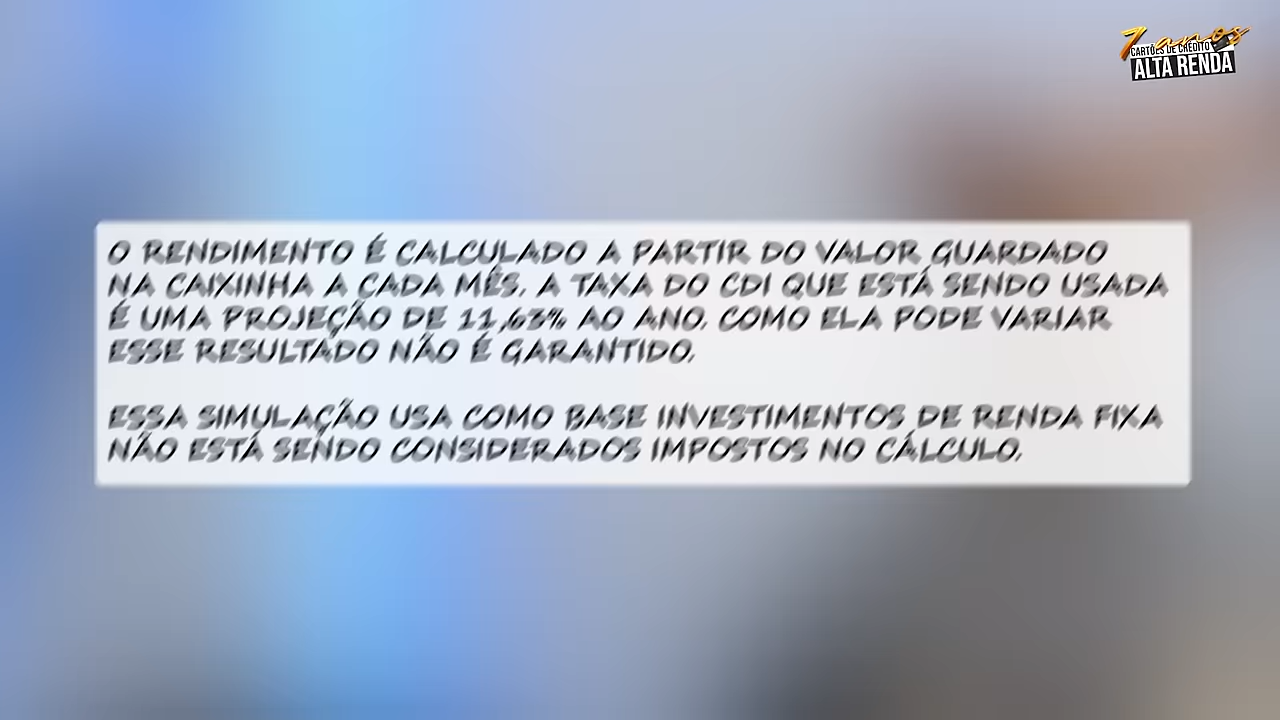 7 anos
CARTÕES DE CRÉDITO
ALTA RENDA
O RENDIMENTO É CALCULADO A PARTIR DO VALOR GUARDADO
NA CAIXINHA A CADA MÊS. A TAXA DO CDI QUE ESTÁ SENDO USADA
É UMA PROJEÇÃO DE 11,63% AO ANO. COMO ELA PODE VARIAR
ESSE RESULTADO NÃO É GARANTIDO.
ESSA SIMULAÇÃO USA COMO BASE INVESTIMENTOS DE RENDA FIXA
NÃO ESTÁ SENDO CONSIDERADOS IMPOSTOS NO CÁLCULO.